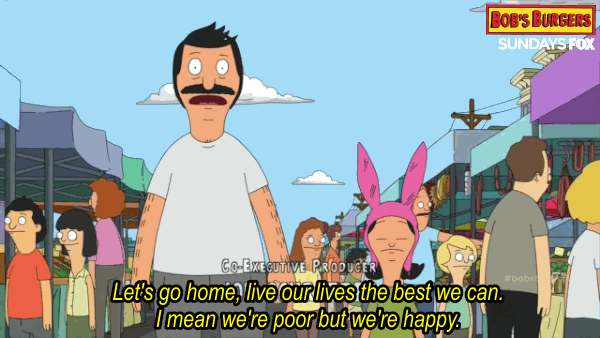 BOB'S BURGERS
SUNDAYS FOX
CO-EXECUTIVE PRODUCER
Let's go home, live our lives the best we can.
I mean we're poor but we're happy.